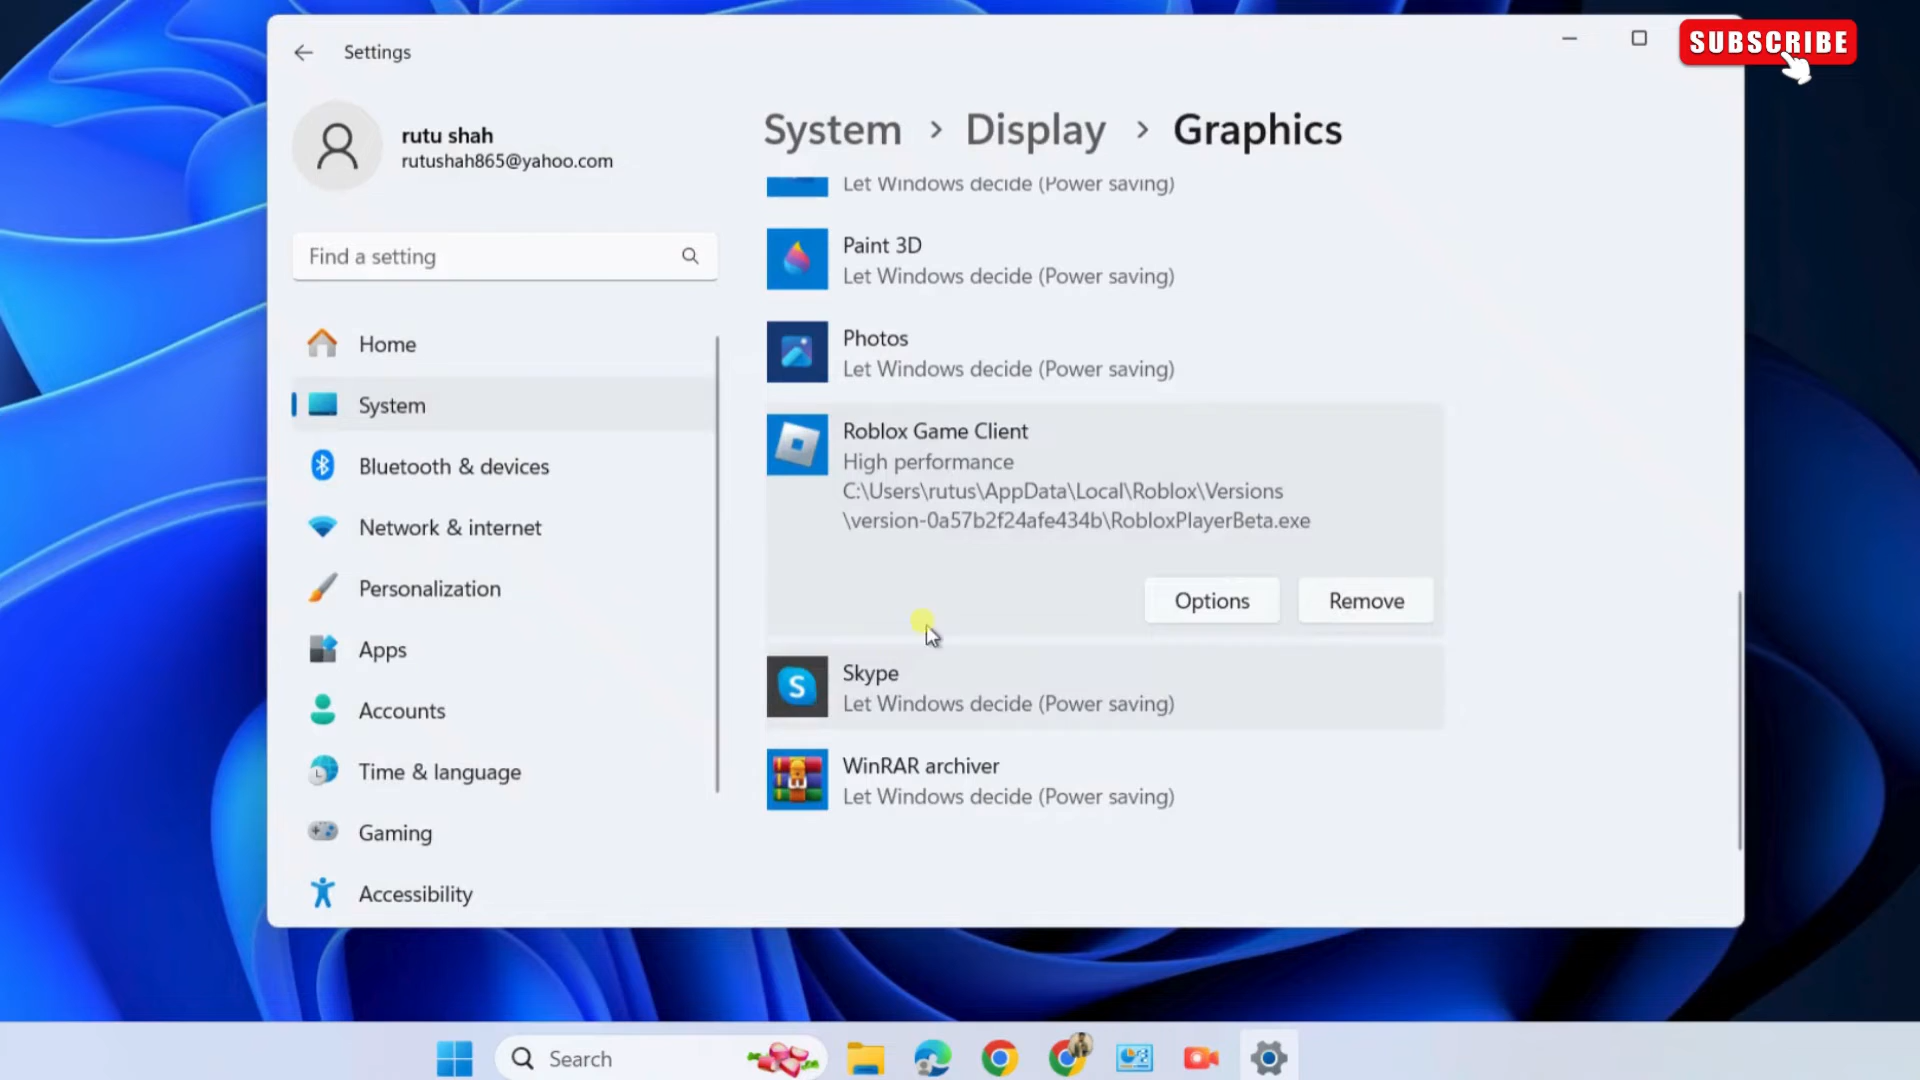 Settings
SUBSCRIBE
rutu shah
rutushah865@yahoo.com
System > Display > Graphics
Let Windows decide (Power saving)
Find a setting
Paint 3D
Let Windows decide (Power saving)
Home
Photos
Let Windows decide (Power saving)
System
Roblox Game Client
High performance
C:\Users\rutus\AppData\Local\Roblox\Versions
\version-0a57b2f24afe434b\RobloxPlayerBeta.exe
Bluetooth & devices
Network & internet
Personalization
Options
Remove
Apps
Skype
Let Windows decide (Power saving)
Accounts
Time & language
WinRAR archiver
Let Windows decide (Power saving)
Gaming
Accessibility
Search